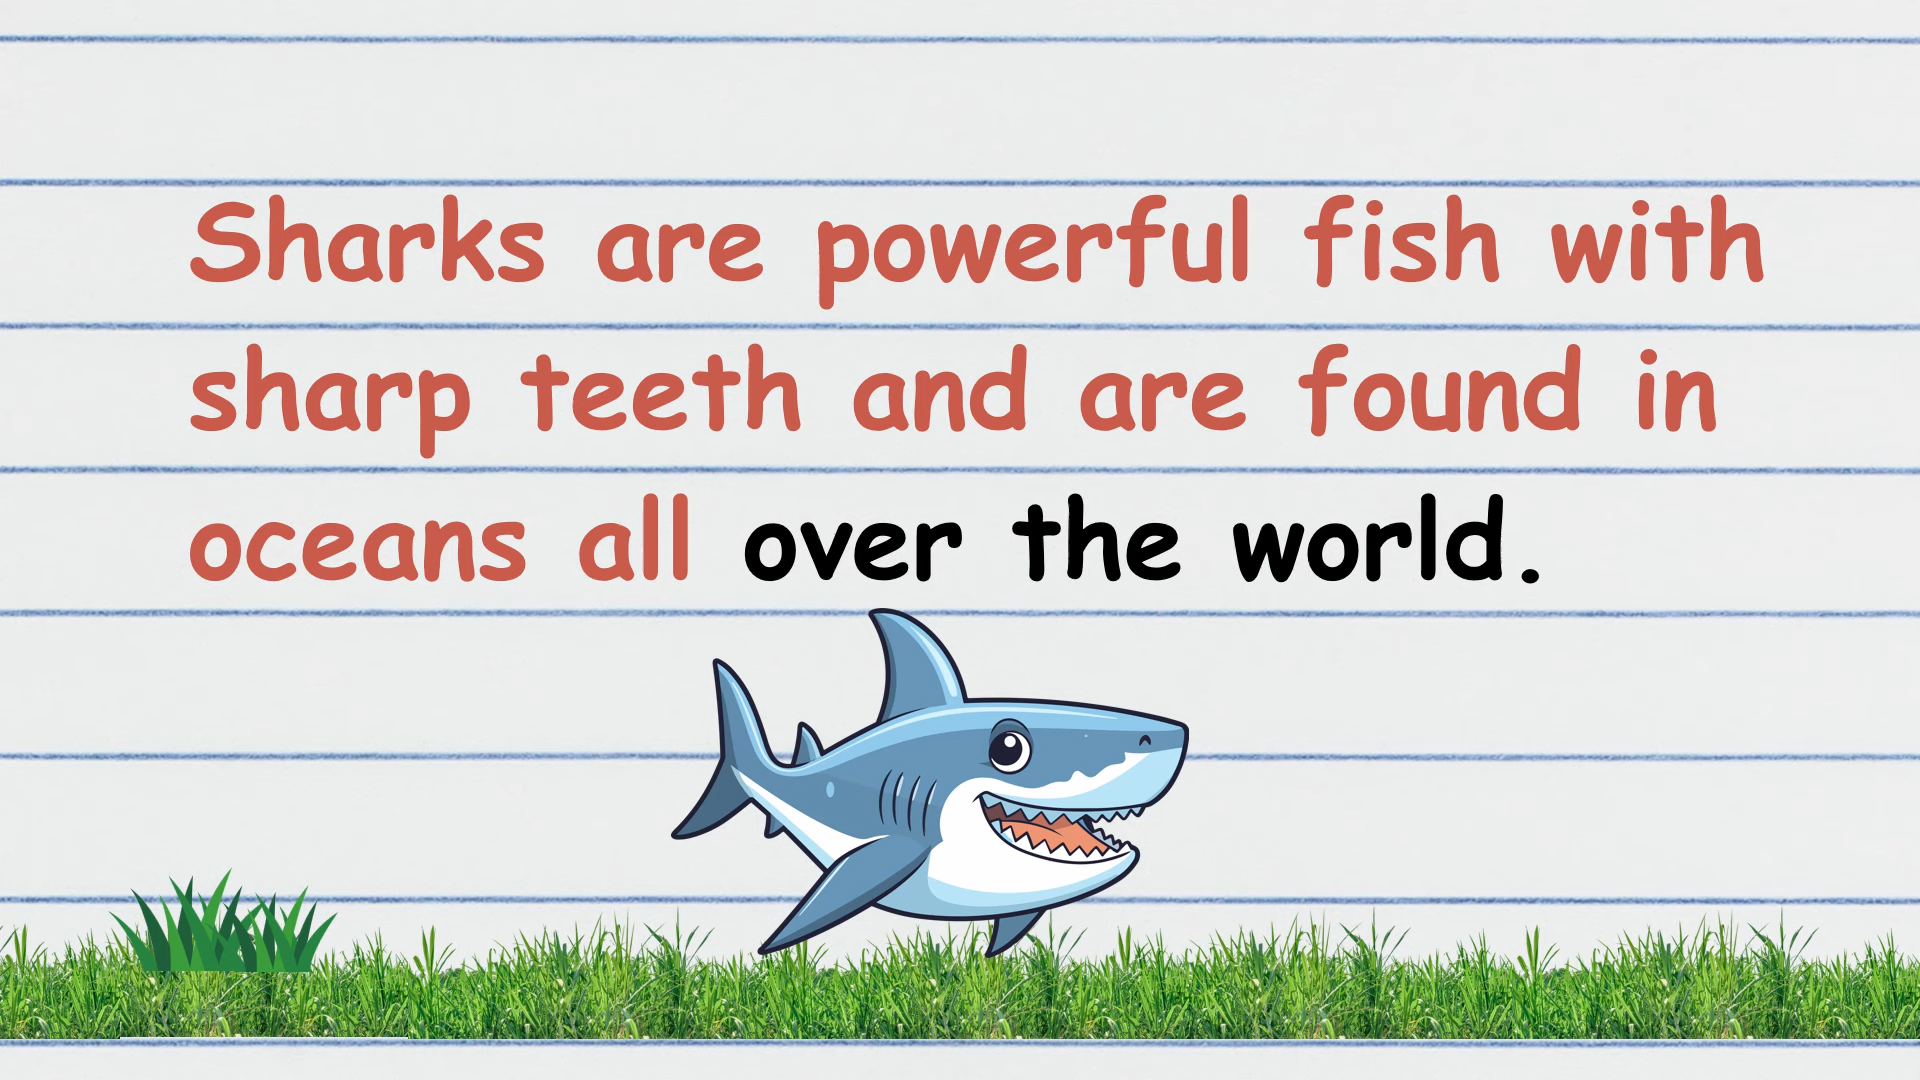 Sharks are powerful fish with
sharp teeth and are found in
oceans all over the world.